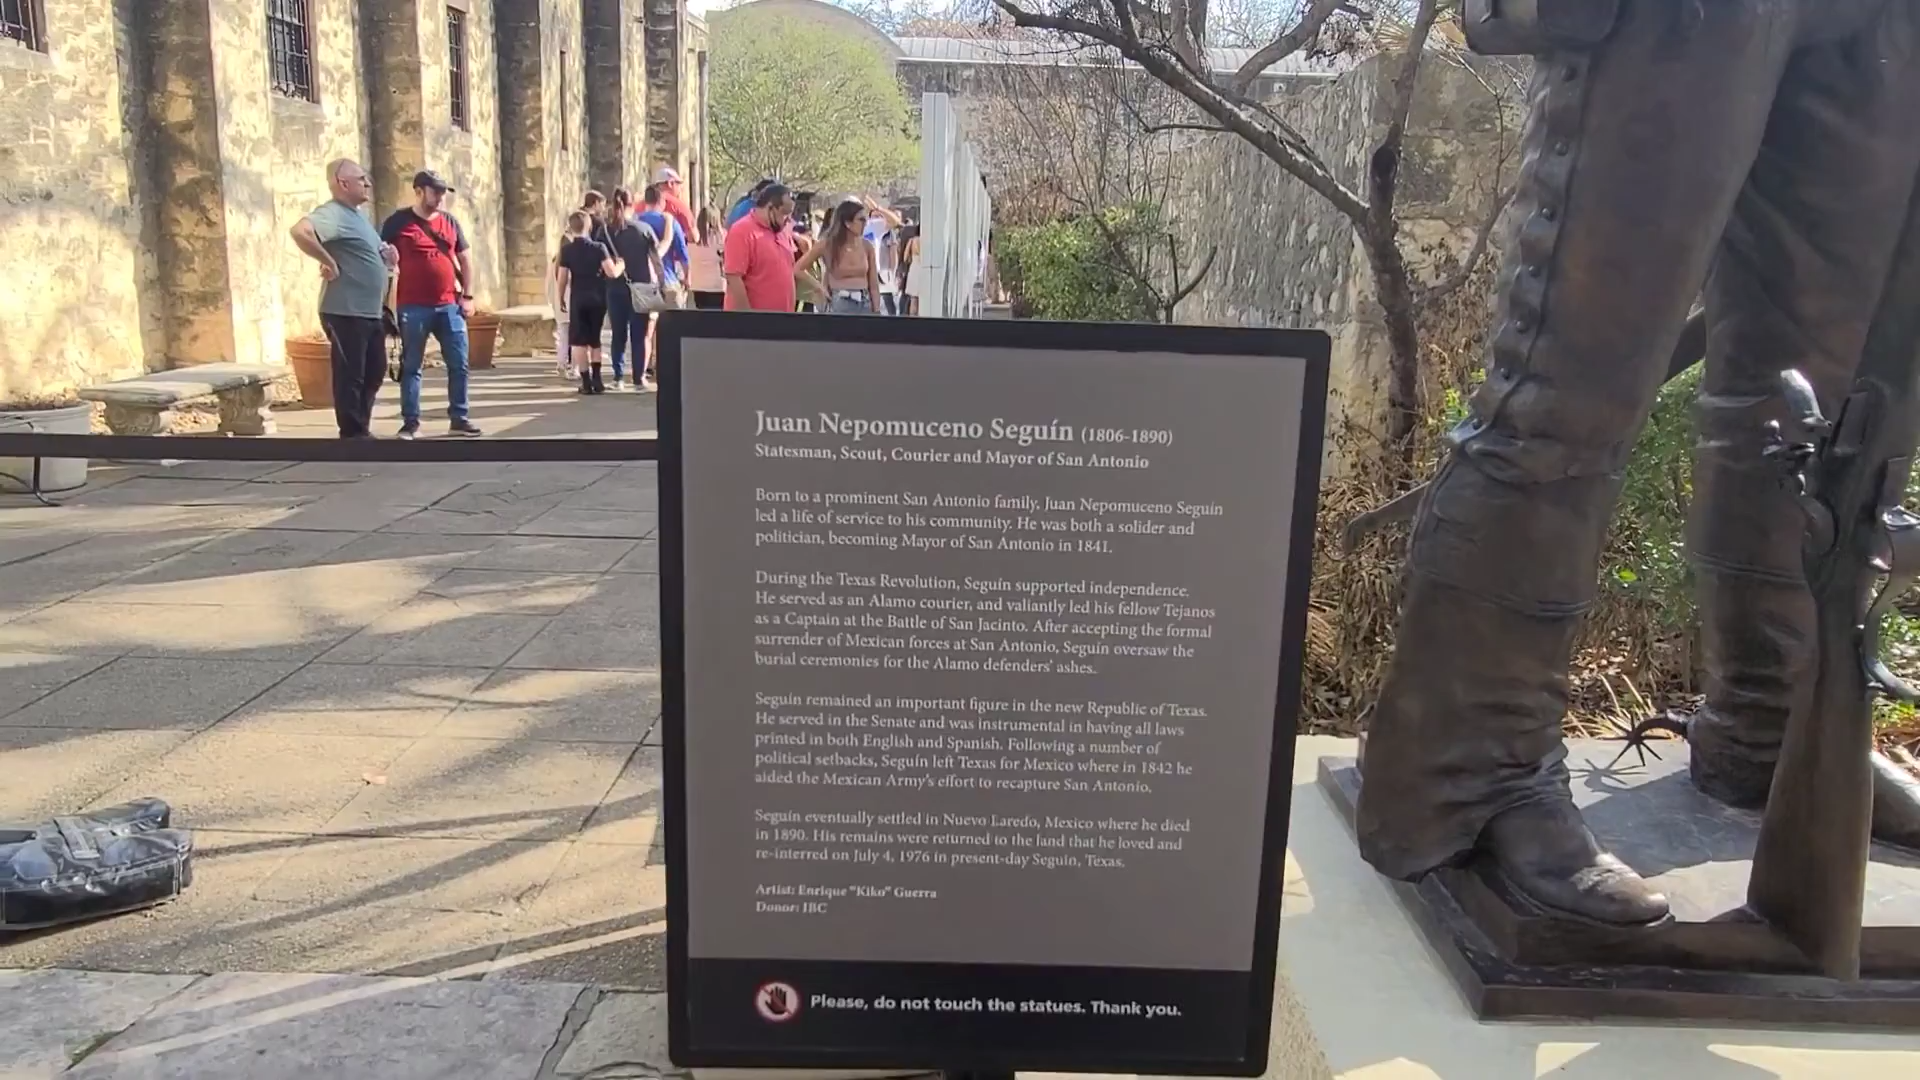 Juan Nepomuceno Seguín (1806-1890)
Statesman, Scout, Courier and Mayor of San Antonio
Born to a prominent San Antonio family, Juan Nepomuceno Seguín
led a life of service to his community. He was both a solider and
politician, becoming Mayor of San Antonio in 1841.
During the Texas Revolution, Seguín supported independence.
He served as an Alamo courier, and valiantly led his fellow Tejanos
as a Captain at the Battle of San Jacinto. After accepting the formal
surrender of Mexican forces at San Antonio, Seguín oversaw the
burial ceremonies for the Alamo defenders' ashes.
Seguín remained an important figure in the new Republic of Texas.
He served in the Senate and was instrumental in having all laws
printed in both English and Spanish. Following a number of
political setbacks, Seguín left Texas for Mexico where in 1842 he
aided the Mexican Army's effort to recapture San Antonio.
Seguín eventually settled in Nuevo Laredo, Mexico where he died
in 1890. His remains were returned to the land that he loved and
re-interred on July 4, 1976 in present-day Seguin, Texas.
Artist: Enrique "Kiko" Guerra
Donor: IBC
Please, do not touch the statues. Thank you.